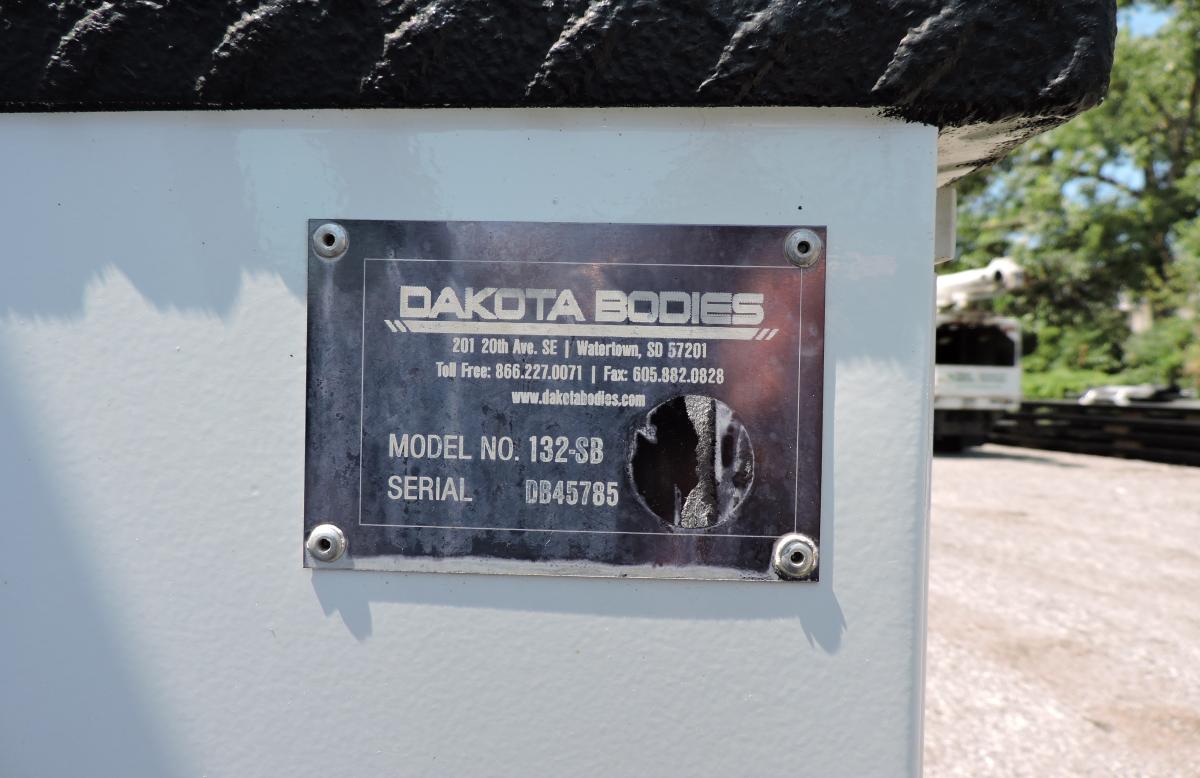 DAKOTA BODIES
201 20th Ave. SE | Watertown, SD 57201
Toll Free: 866.227.0071 | Fax: 605.882.0828
www.dakotabodies.com
MODEL NO. 132-SB
SERIAL DB45785